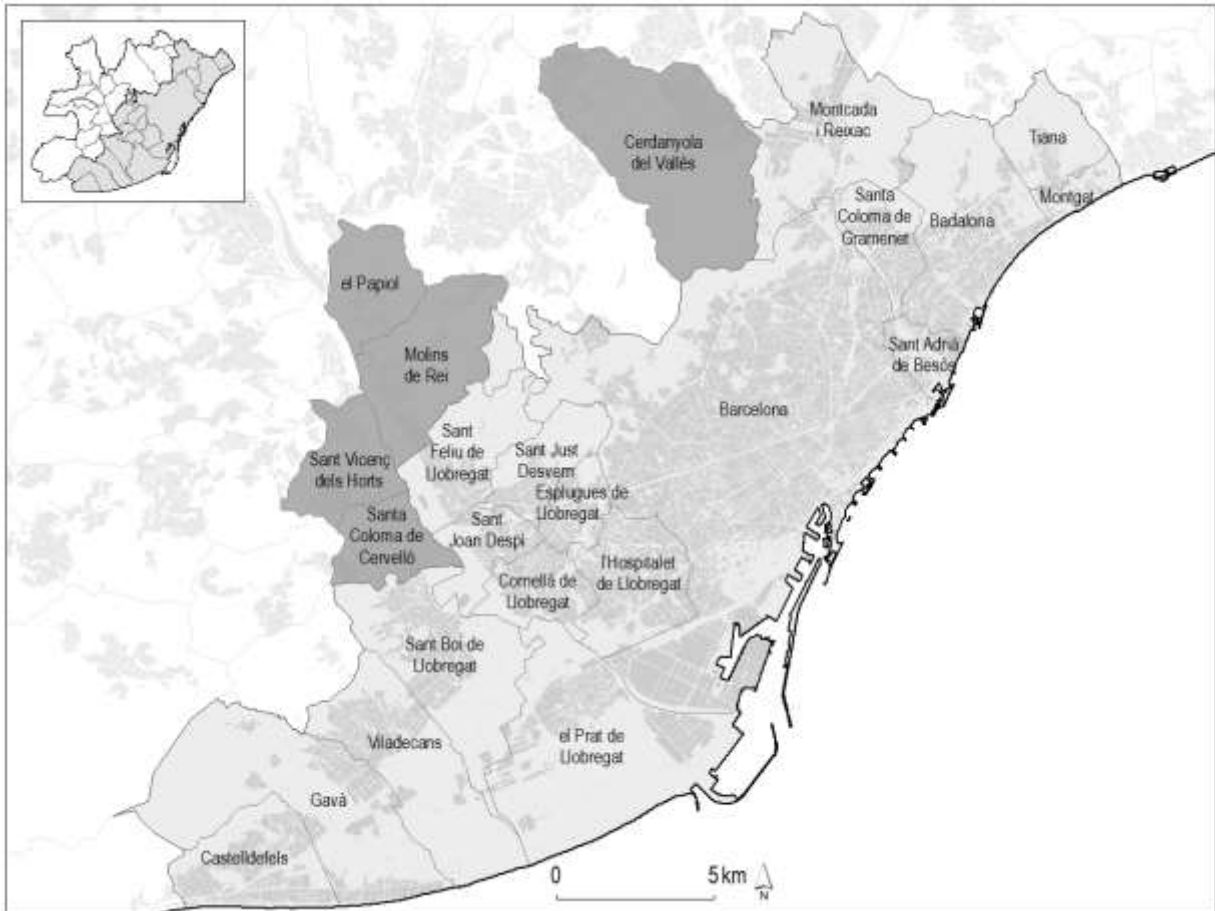 Montcada
i Reixac
Tiana
Cerdanyola
del Vallès
Montgat
Santa
Coloma de
Gramenet
Badalona
el Papiol
Molins
de Rei
Sant Adrià
de Besòs
Barcelona
Sant
Feliu de
Llobregat
Sant Just
Desvern
Sant Vicenç
dels Horts
Esplugues de
Llobregat
Santa
Coloma de
Cervelló
Sant
Joan Despí
l'Hospitalet
de Llobregat
Cornellà de
Llobregat
Sant Boi de
Llobregat
el Prat de
Llobregat
Viladecans
Gavà
Castelldefels
0 5 km
N